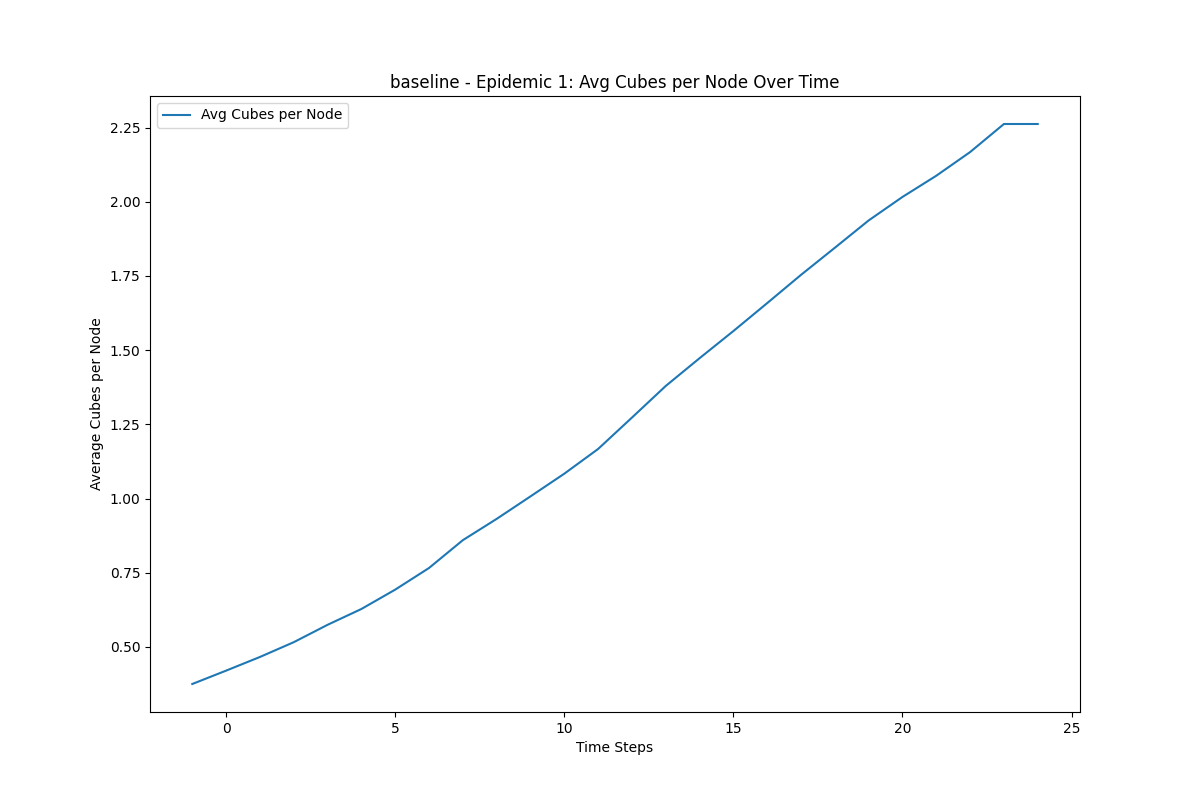 baseline - Epidemic 1: Avg Cubes per Node Over Time
Avg Cubes per Node
2.25
2.00
1.75
1.50
1.25
1.00
0.75
0.50
Average Cubes per Node
0 5 10 15 20 25
Time Steps